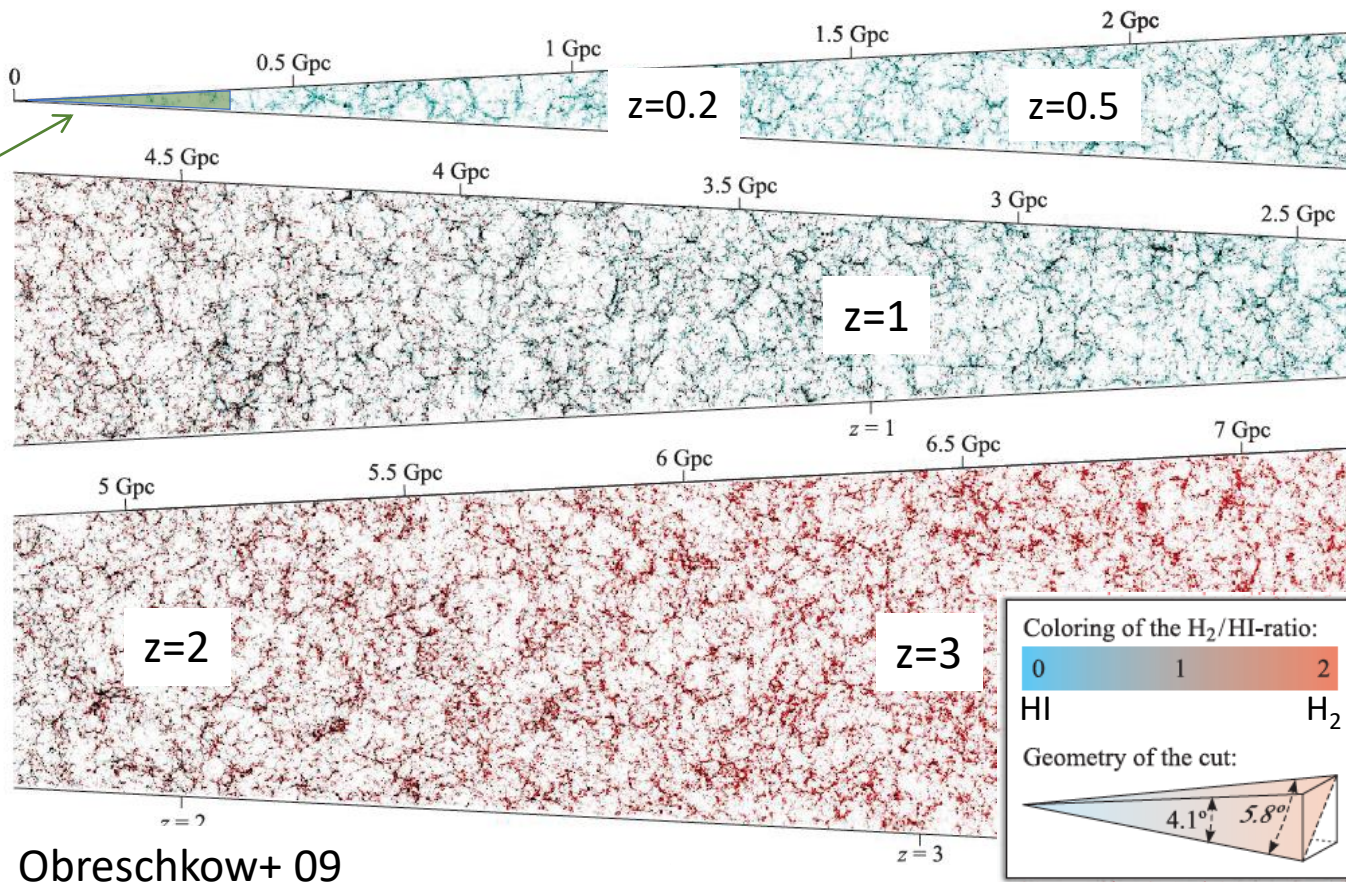 0
0.5 Gpc
1 Gpc
1.5 Gpc
2 Gpc
z=0.2
z=0.5
4.5 Gpc
4 Gpc
3.5 Gpc
3 Gpc
2.5 Gpc
z=1
z = 1
5 Gpc
5.5 Gpc
6 Gpc
6.5 Gpc
7 Gpc
z=2
z=3
z = 2
z = 3
Coloring of the H₂/HI-ratio:
0 1 2
HI H₂
Geometry of the cut:
4.1° 5.8°
Obreschkow+ 09